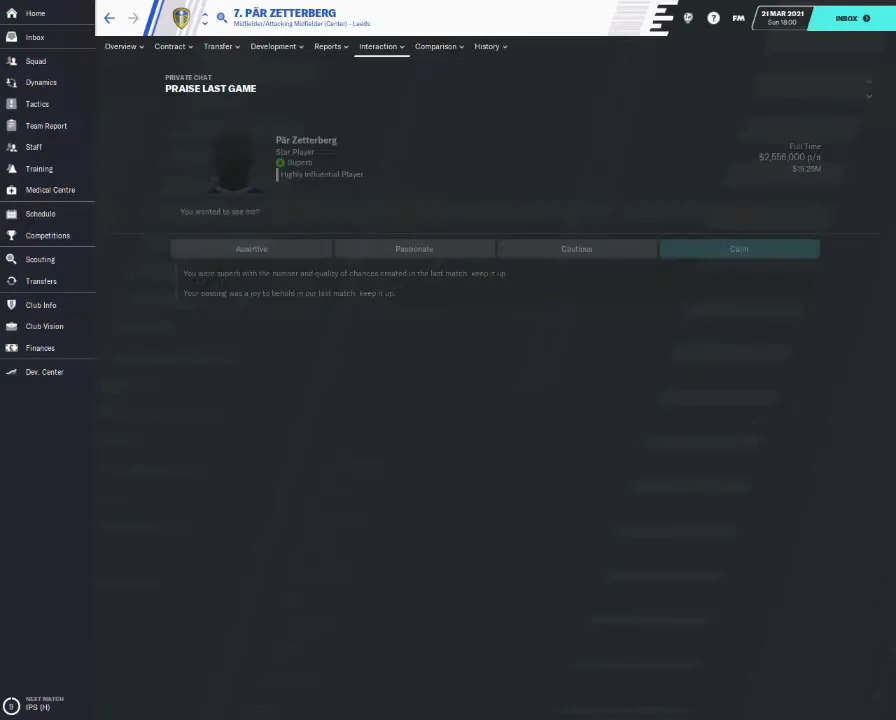 Home
7. PÄR ZETTERBERG
Midfielder/Attacking Midfielder (Center) - Leeds
?
FM
21 MAR 2021
Sun 18:00
INBOX
Inbox
Overview
Contract
Transfer
Development
Reports
Interaction
Comparison
History
Squad
Dynamics
Tactics
Team Report
Staff
Training
Medical Centre
Schedule
Competitions
Scouting
Transfers
Club Info
Club Vision
Finances
Dev. Center
PRIVATE CHAT
PRAISE LAST GAME
Pär Zetterberg
Star Player
Superb
Highly Influential Player
Full Time
$2,556,000 p/a
$16.25M
You wanted to see me?
Assertive
Passionate
Cautious
Calm
You were superb with the number and quality of chances created in the last match. keep it up.
Your passing was a joy to behold in our last match. keep it up.
9
NEXT MATCH
IPS (H)